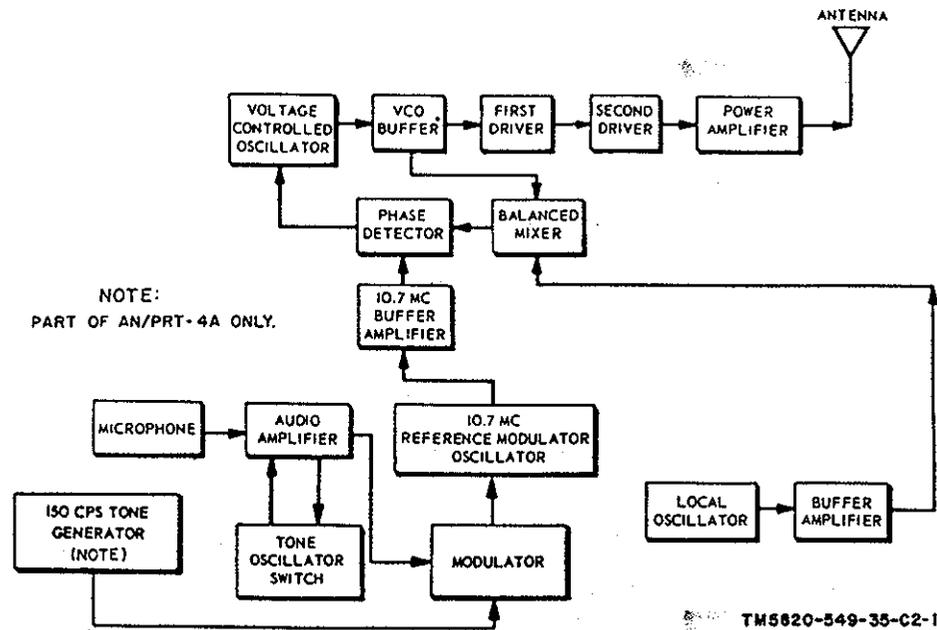 ANTENNA
VOLTAGE
CONTROLLED
OSCILLATOR
VCO
BUFFER
FIRST
DRIVER
SECOND
DRIVER
POWER
AMPLIFIER
PHASE
DETECTOR
BALANCED
MIXER
NOTE:
PART OF AN/PRT-4A ONLY.
10.7 MC
BUFFER
AMPLIFIER
MICROPHONE
AUDIO
AMPLIFIER
10.7 MC
REFERENCE MODULATOR
OSCILLATOR
150 CPS TONE
GENERATOR
(NOTE)
TONE
OSCILLATOR
SWITCH
MODULATOR
LOCAL
OSCILLATOR
BUFFER
AMPLIFIER
TM5820-549-35-C2-1